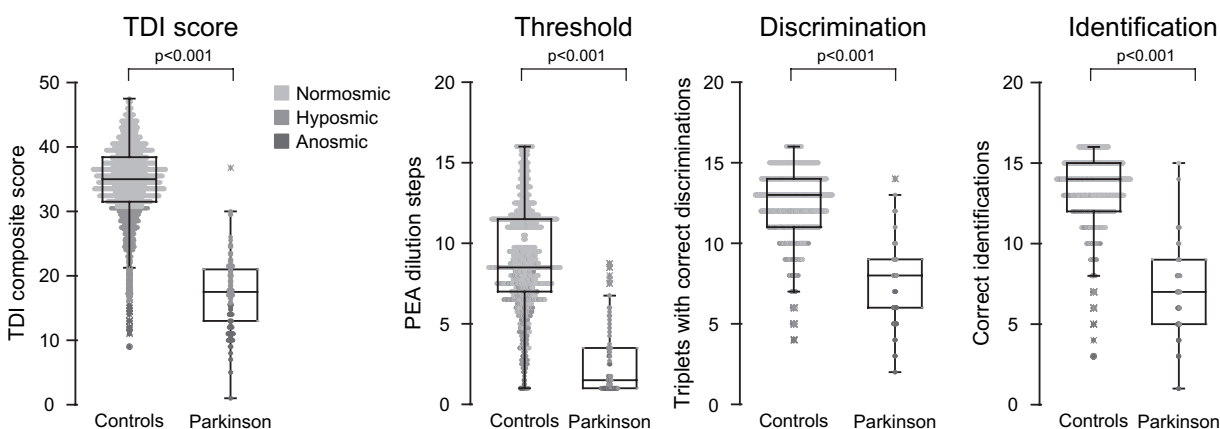 TDI score
p<0.001
50
40
30
20
10
0
TDI composite score
Controls
Parkinson
Normosmic
Hyposmic
Anosmic
Threshold
p<0.001
20
15
10
5
0
PEA dilution steps
Controls
Parkinson
Discrimination
p<0.001
20
15
10
5
0
Triplets with correct discriminations
Controls
Parkinson
Identification
p<0.001
20
15
10
5
0
Correct identifications
Controls
Parkinson